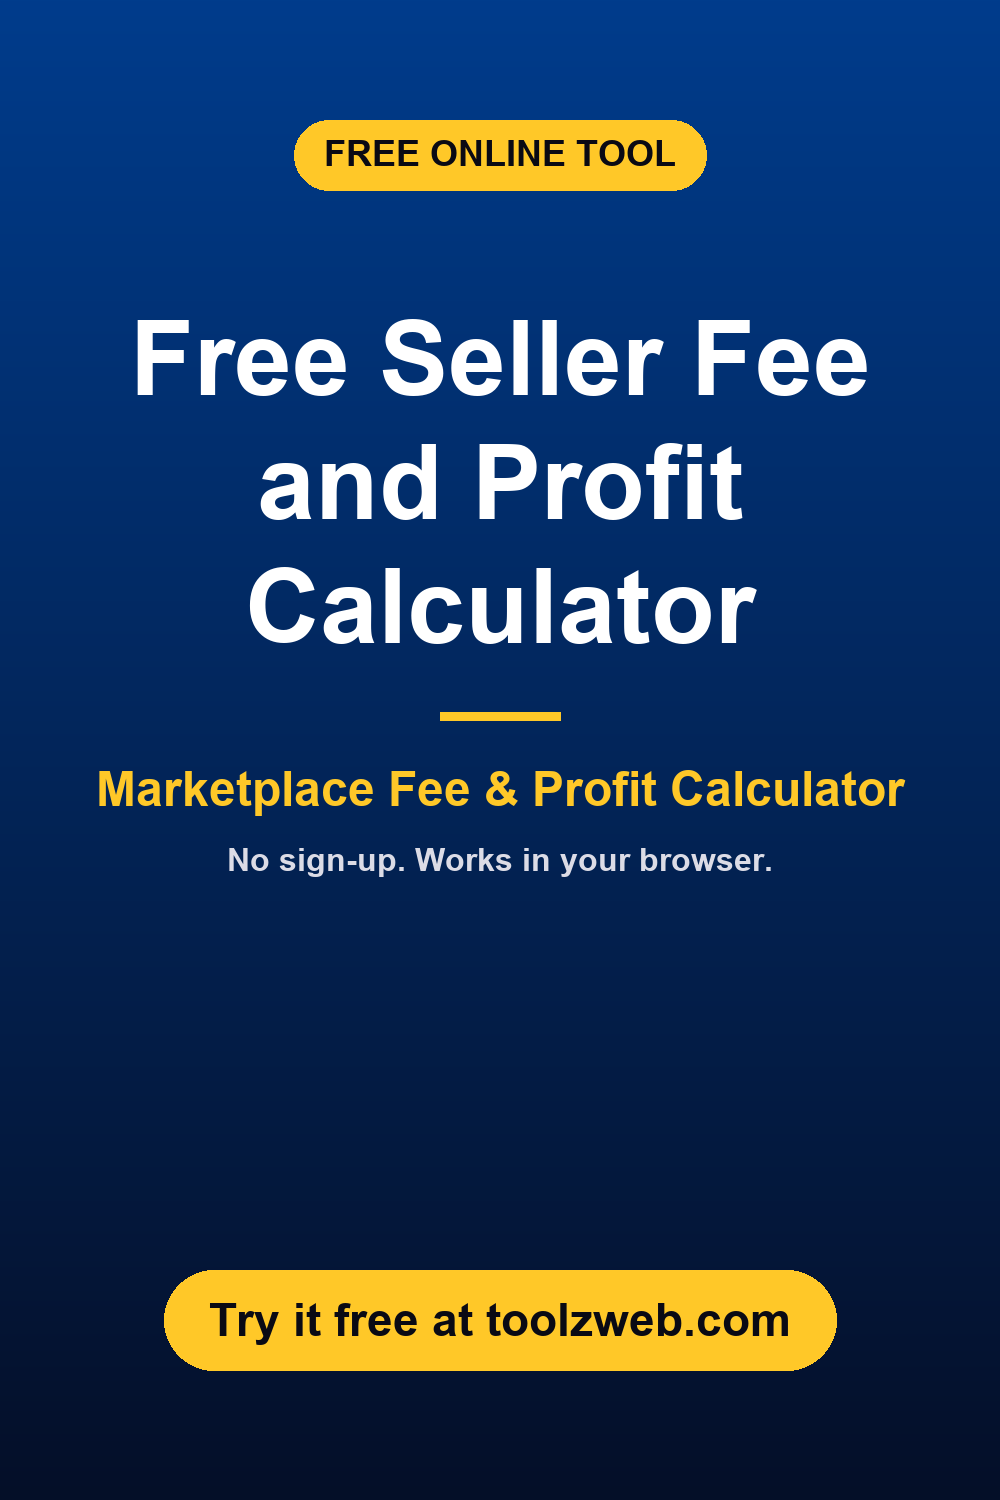 FREE ONLINE TOOL
Free Seller Fee
and Profit
Calculator
Marketplace Fee & Profit Calculator
No sign-up. Works in your browser.
Try it free at toolzweb.com